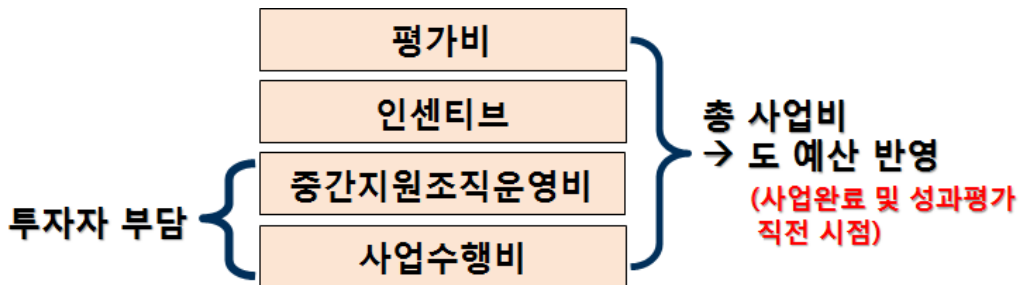 평가비
인센티브
중간지원조직운영비
사업수행비
투자자 부담
총 사업비
→ 도 예산 반영
(사업완료 및 성과평가
직전 시점)